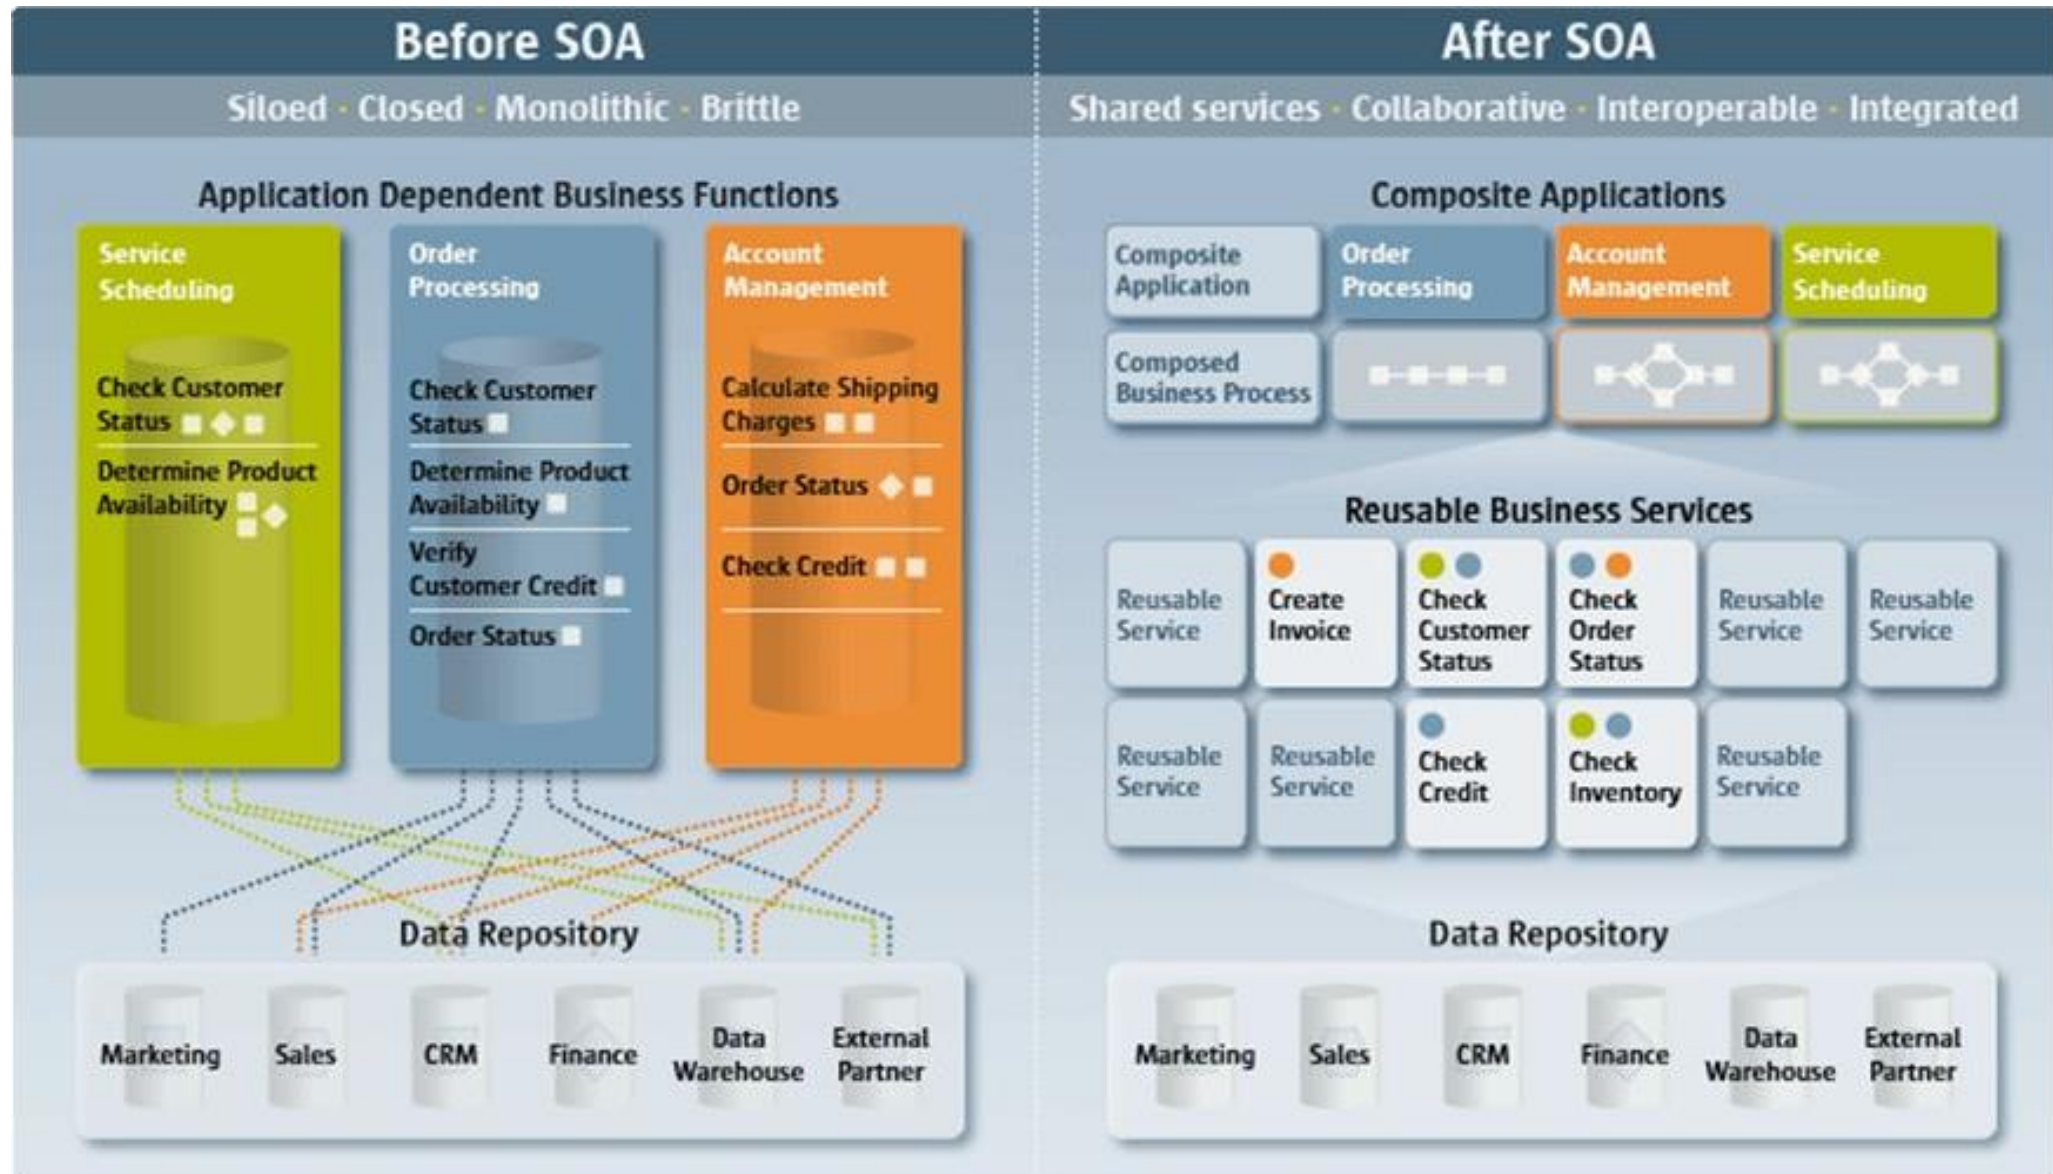 Before SOA
Siloed · Closed · Monolithic · Brittle
Application Dependent Business Functions
Service
Scheduling
Check Customer
Status
Determine Product
Availability
Order
Processing
Check Customer
Status
Determine Product
Availability
Verify
Customer Credit
Order Status
Account
Management
Calculate Shipping
Charges
Order Status
Check Credit
Data Repository
Marketing
Sales
CRM
Finance
Data
Warehouse
External
Partner
After SOA
Shared services · Collaborative · Interoperable · Integrated
Composite Applications
Composite
Application
Order
Processing
Account
Management
Service
Scheduling
Composed
Business Process
Reusable Business Services
Reusable
Service
Create
Invoice
Check
Customer
Status
Check
Order
Status
Reusable
Service
Reusable
Service
Reusable
Service
Reusable
Service
Check
Credit
Check
Inventory
Reusable
Service
Data Repository
Marketing
Sales
CRM
Finance
Data
Warehouse
External
Partner